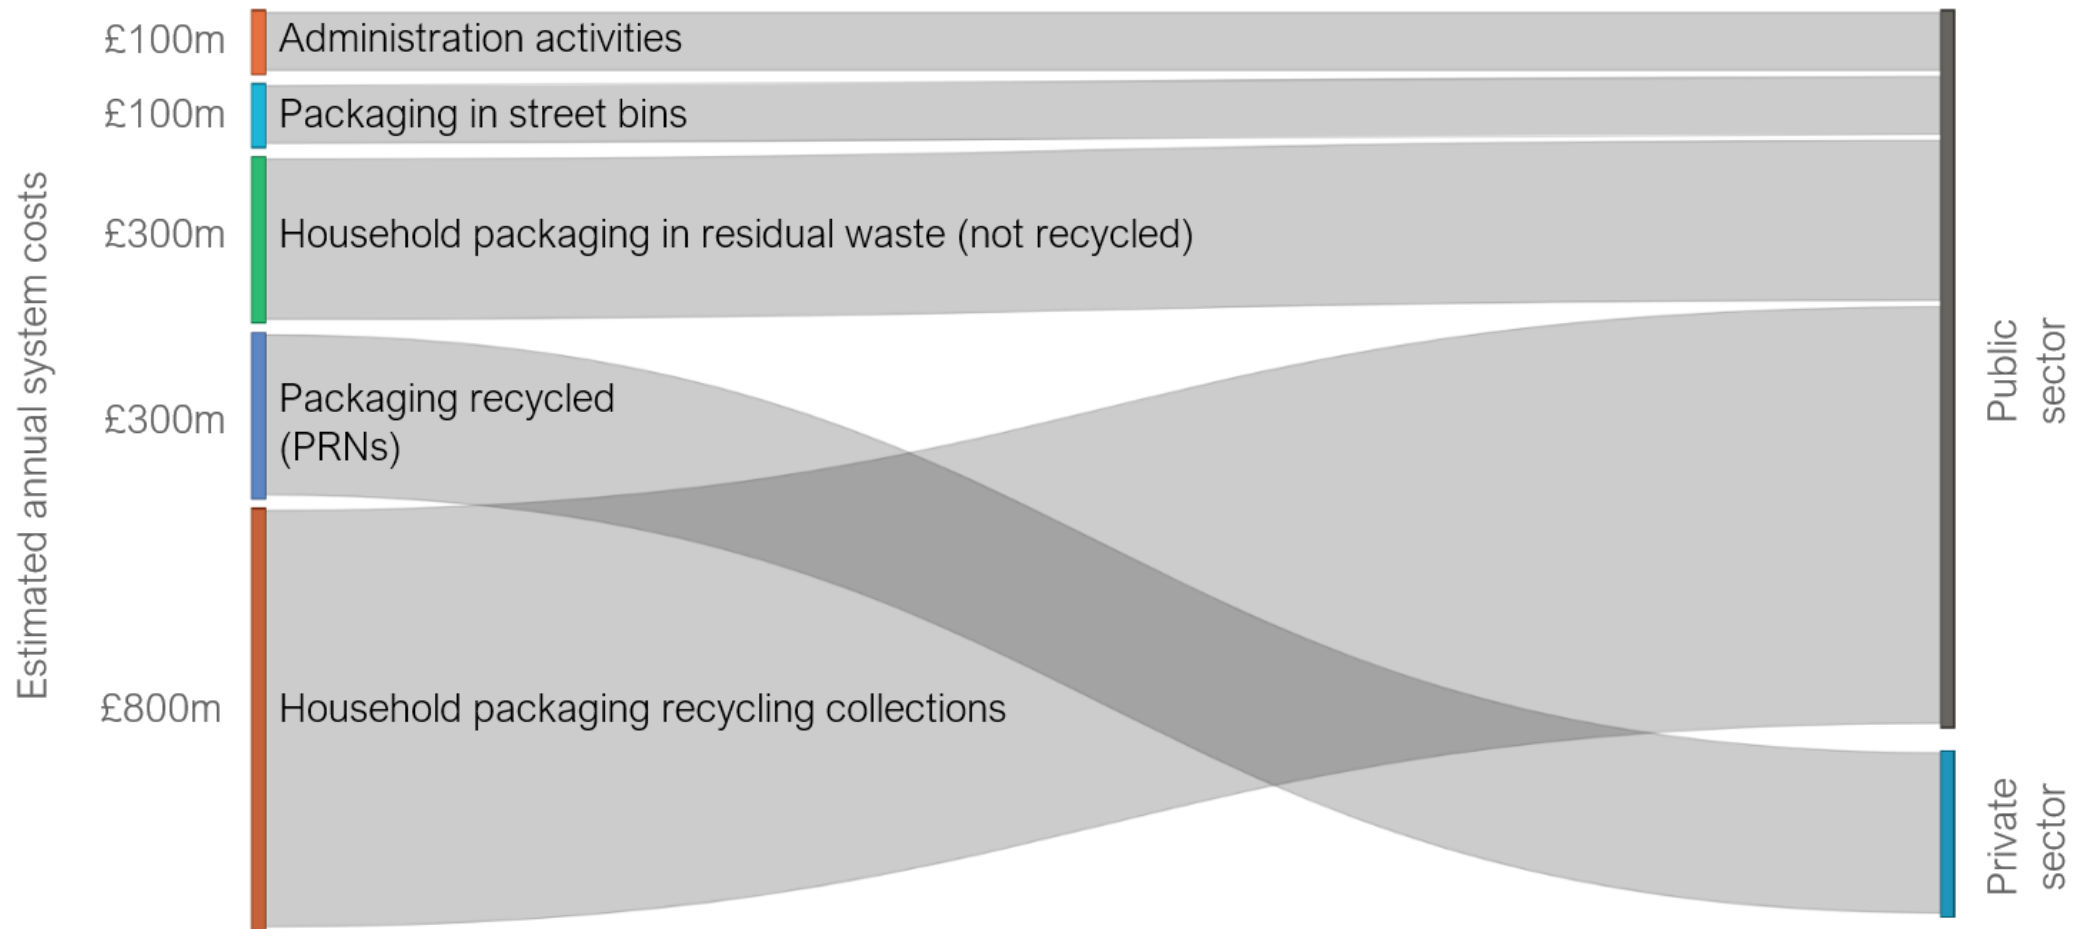 Estimated annual system costs
£100m
Administration activities
£100m
Packaging in street bins
£300m
Household packaging in residual waste (not recycled)
£300m
Packaging recycled
(PRNs)
£800m
Household packaging recycling collections
Public
sector
Private
sector